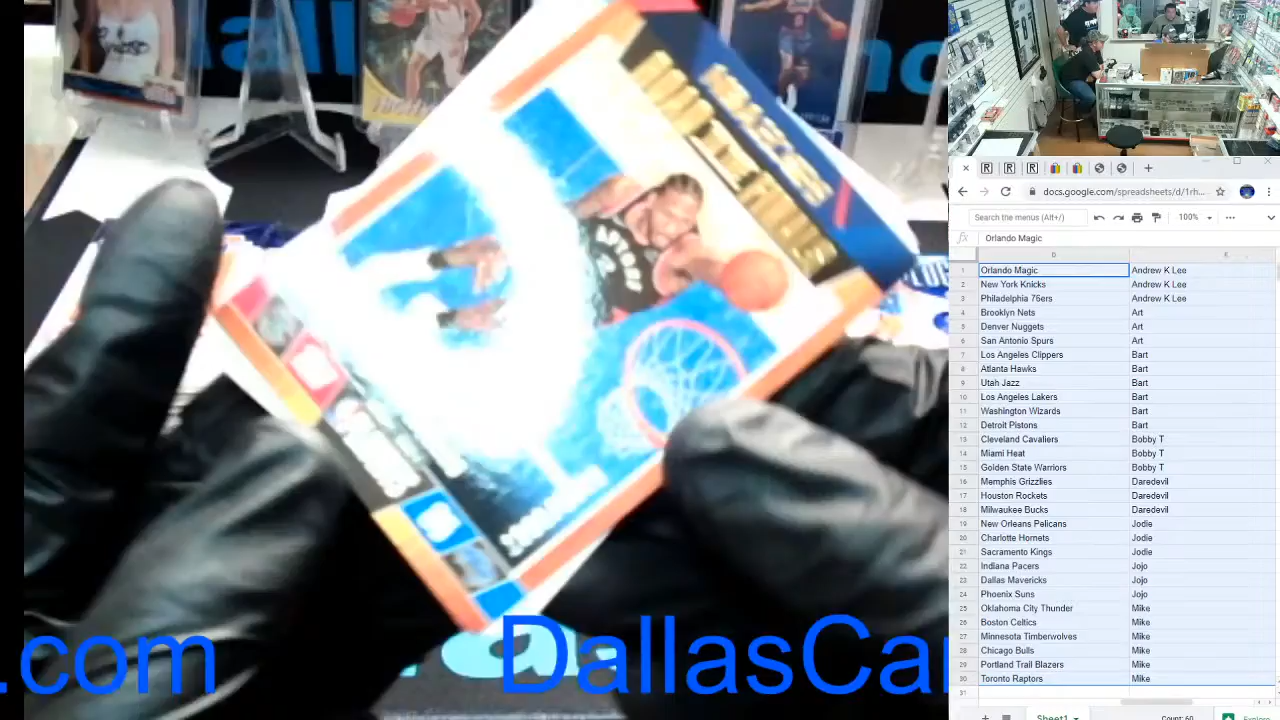 .com DallasCa
docs.google.com/spreadsheets/d/1rh...
Search the menus (Alt+/)
100%
fx Orlando Magic
D E
1 Orlando Magic Andrew K Lee
2 New York Knicks Andrew K Lee
3 Philadelphia 76ers Andrew K Lee
4 Brooklyn Nets Art
5 Denver Nuggets Art
6 San Antonio Spurs Art
7 Los Angeles Clippers Bart
8 Atlanta Hawks Bart
9 Utah Jazz Bart
10 Los Angeles Lakers Bart
11 Washington Wizards Bart
12 Detroit Pistons Bart
13 Cleveland Cavaliers Bobby T
14 Miami Heat Bobby T
15 Golden State Warriors Bobby T
16 Memphis Grizzlies Daredevil
17 Houston Rockets Daredevil
18 Milwaukee Bucks Daredevil
19 New Orleans Pelicans Jodie
20 Charlotte Hornets Jodie
21 Sacramento Kings Jodie
22 Indiana Pacers Jojo
23 Dallas Mavericks Jojo
24 Phoenix Suns Jojo
25 Oklahoma City Thunder Mike
26 Boston Celtics Mike
27 Minnesota Timberwolves Mike
28 Chicago Bulls Mike
29 Portland Trail Blazers Mike
30 Toronto Raptors Mike
31
Sheet1 Count: 60 Explore